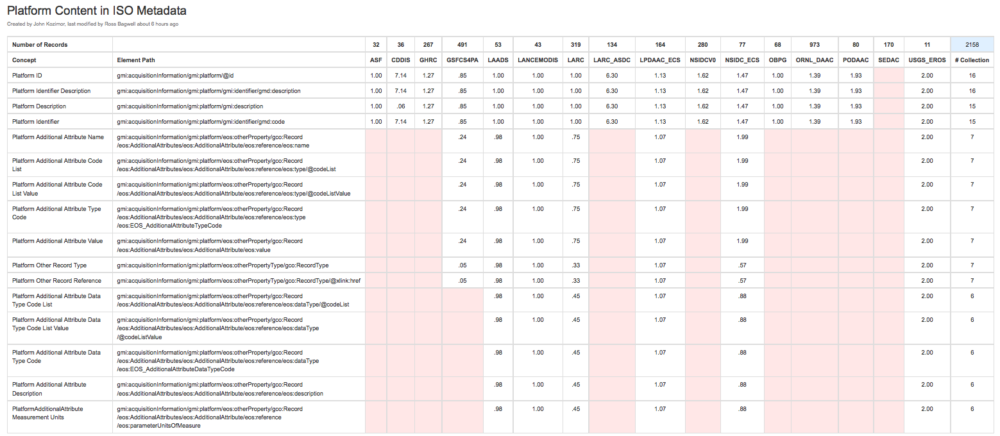 Platform Content in ISO Metadata
Created by John Kozimor, last modified by Ross Bagwell about 6 hours ago
Number of Records 32 36 267 491 53 43 319 134 164 280 77 68 973 80 170 11 2158
Concept Element Path ASF CDDIS GHRC GSFCS4PA LAADS LANCEMODIS LARC LARC_ASDC LPDAAC_ECS NSIDCV0 NSIDC_ECS OBPG ORNL_DAAC PODAAC SEDAC USGS_EROS # Collection
Platform ID gmi:acquisitionInformation/gmi:platform/@id 1.00 7.14 1.27 .85 1.00 1.00 1.00 6.30 1.13 1.62 1.47 1.00 1.39 1.93 2.00 16
Platform Identifier Description gmi:acquisitionInformation/gmi:platform/gmi:identifier/gmd:description 1.00 7.14 1.27 .85 1.00 1.00 1.00 6.30 1.13 1.62 1.47 1.00 1.39 1.93 2.00 16
Platform Description gmi:acquisitionInformation/gmi:platform/gmi:description 1.00 .06 1.27 .85 1.00 1.00 1.00 6.30 1.13 1.62 1.47 1.00 1.39 1.93 2.00 15
Platform Identifier gmi:acquisitionInformation/gmi:platform/gmi:identifier/gmd:code 1.00 7.14 1.27 .85 1.00 1.00 1.00 6.30 1.13 1.62 1.47 1.00 1.39 1.93 2.00 15
Platform Additional Attribute Name gmi:acquisitionInformation/gmi:platform/eos:otherProperty/gco:Record .24 .98 1.00 .75 1.07 1.99 2.00 7
/eos:AdditionalAttributes/eos:AdditionalAttribute/eos:reference/eos:name
Platform Additional Attribute Code gmi:acquisitionInformation/gmi:platform/eos:otherProperty/gco:Record .24 .98 1.00 .75 1.07 1.99 2.00 7
List /eos:AdditionalAttributes/eos:AdditionalAttribute/eos:reference/eos:type/@codeList
Platform Additional Attribute Code gmi:acquisitionInformation/gmi:platform/eos:otherProperty/gco:Record .24 .98 1.00 .75 1.07 1.99 2.00 7
List Value /eos:AdditionalAttributes/eos:AdditionalAttribute/eos:reference/eos:type/@codeListValue
Platform Additional Attribute Type gmi:acquisitionInformation/gmi:platform/eos:otherProperty/gco:Record .24 .98 1.00 .75 1.07 1.99 2.00 7
Code /eos:AdditionalAttributes/eos:AdditionalAttribute/eos:reference/eos:type
/eos:EOS_AdditionalAttributeTypeCode
Platform Additional Attribute Value gmi:acquisitionInformation/gmi:platform/eos:otherProperty/gco:Record .24 .98 1.00 .75 1.07 1.99 2.00 7
/eos:AdditionalAttributes/eos:AdditionalAttribute/eos:value
Platform Other Record Type gmi:acquisitionInformation/gmi:platform/eos:otherPropertyType/gco:RecordType .05 .98 1.00 .33 1.07 .57 2.00 7
Platform Other Record Reference gmi:acquisitionInformation/gmi:platform/eos:otherPropertyType/gco:RecordType/@xlink:href .05 .98 1.00 .33 1.07 .57 2.00 7
Platform Additional Attribute Data gmi:acquisitionInformation/gmi:platform/eos:otherProperty/gco:Record .98 1.00 .45 1.07 .88 2.00 6
Type Code List /eos:AdditionalAttributes/eos:AdditionalAttribute/eos:reference/eos:dataType/@codeList
Platform Additional Attribute Data gmi:acquisitionInformation/gmi:platform/eos:otherProperty/gco:Record .98 1.00 .45 1.07 .88 2.00 6
Type Code List Value /eos:AdditionalAttributes/eos:AdditionalAttribute/eos:reference/eos:dataType
/@codeListValue
Platform Additional Attribute Data gmi:acquisitionInformation/gmi:platform/eos:otherProperty/gco:Record .98 1.00 .45 1.07 .88 2.00 6
Type Code /eos:AdditionalAttributes/eos:AdditionalAttribute/eos:reference/eos:dataType
/eos:EOS_AdditionalAttributeDataTypeCode
Platform Additional Attribute gmi:acquisitionInformation/gmi:platform/eos:otherProperty/gco:Record .98 1.00 .45 1.07 .88 2.00 6
Description /eos:AdditionalAttributes/eos:AdditionalAttribute/eos:reference/eos:description
PlatformAdditionalAttribute gmi:acquisitionInformation/gmi:platform/eos:otherProperty/gco:Record .98 1.00 .45 1.07 .88 2.00 6
Measurement Units /eos:AdditionalAttributes/eos:AdditionalAttribute/eos:reference
/eos:parameterUnitsOfMeasure